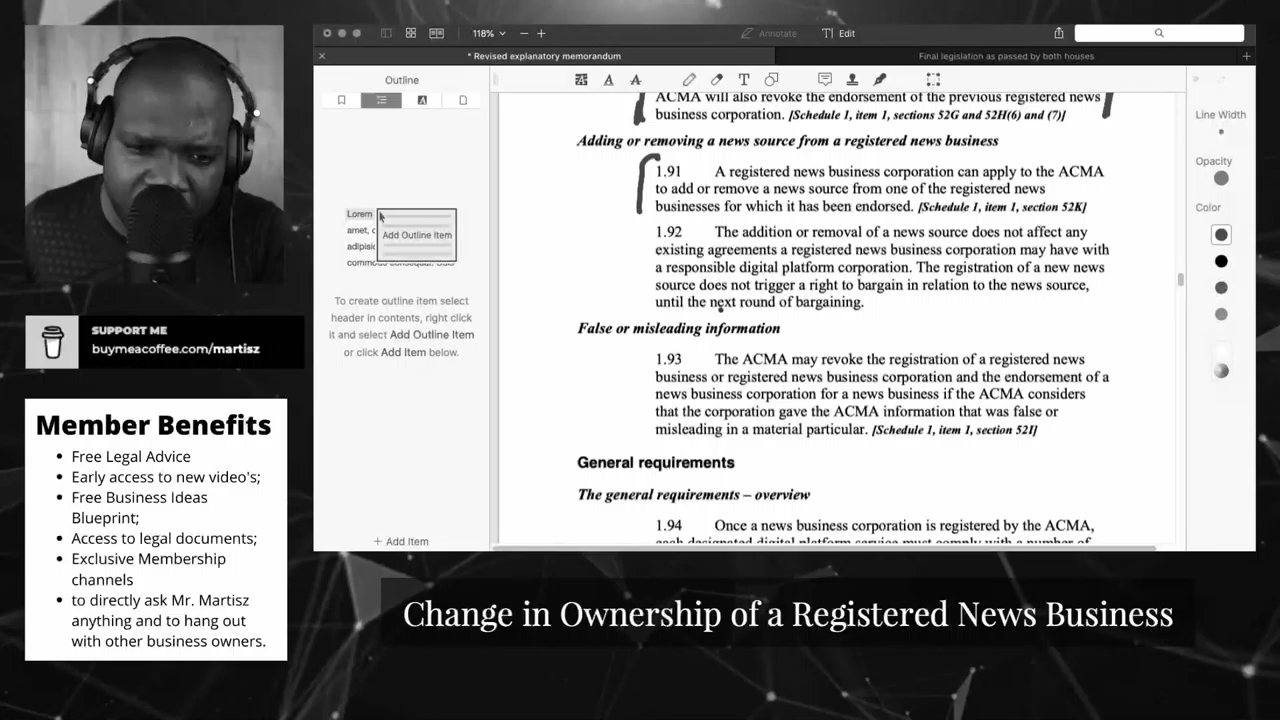 118%
Annotate
Edit
* Revised explanatory memorandum
Final legislation as passed by both houses
Outline
Lorem
amet, c
adipisic
Add Outline Item
To create outline item select
header in contents, right click
it and select Add Outline Item
or click Add Item below.
+ Add Item
ACMA will also revoke the endorsement of the previous registered news
business corporation. [Schedule 1, item 1, sections 52G and 52H(6) and (7)]
Adding or removing a news source from a registered news business
1.91 A registered news business corporation can apply to the ACMA
to add or remove a news source from one of the registered news
businesses for which it has been endorsed. [Schedule 1, item 1, section 52K]
1.92 The addition or removal of a news source does not affect any
existing agreements a registered news business corporation may have with
a responsible digital platform corporation. The registration of a new news
source does not trigger a right to bargain in relation to the news source,
until the next round of bargaining.
False or misleading information
1.93 The ACMA may revoke the registration of a registered news
business or registered news business corporation and the endorsement of a
news business corporation for a news business if the ACMA considers
that the corporation gave the ACMA information that was false or
misleading in a material particular. [Schedule 1, item 1, section 52I]
General requirements
The general requirements – overview
1.94 Once a news business corporation is registered by the ACMA,
each designated digital platform service must comply with a number of
Line Width
Opacity
Color
SUPPORT ME
buymeacoffee.com/martisz
Member Benefits
• Free Legal Advice
• Early access to new video's;
• Free Business Ideas
Blueprint;
• Access to legal documents;
• Exclusive Membership
channels
• to directly ask Mr. Martisz
anything and to hang out
with other business owners.
Change in Ownership of a Registered News Business